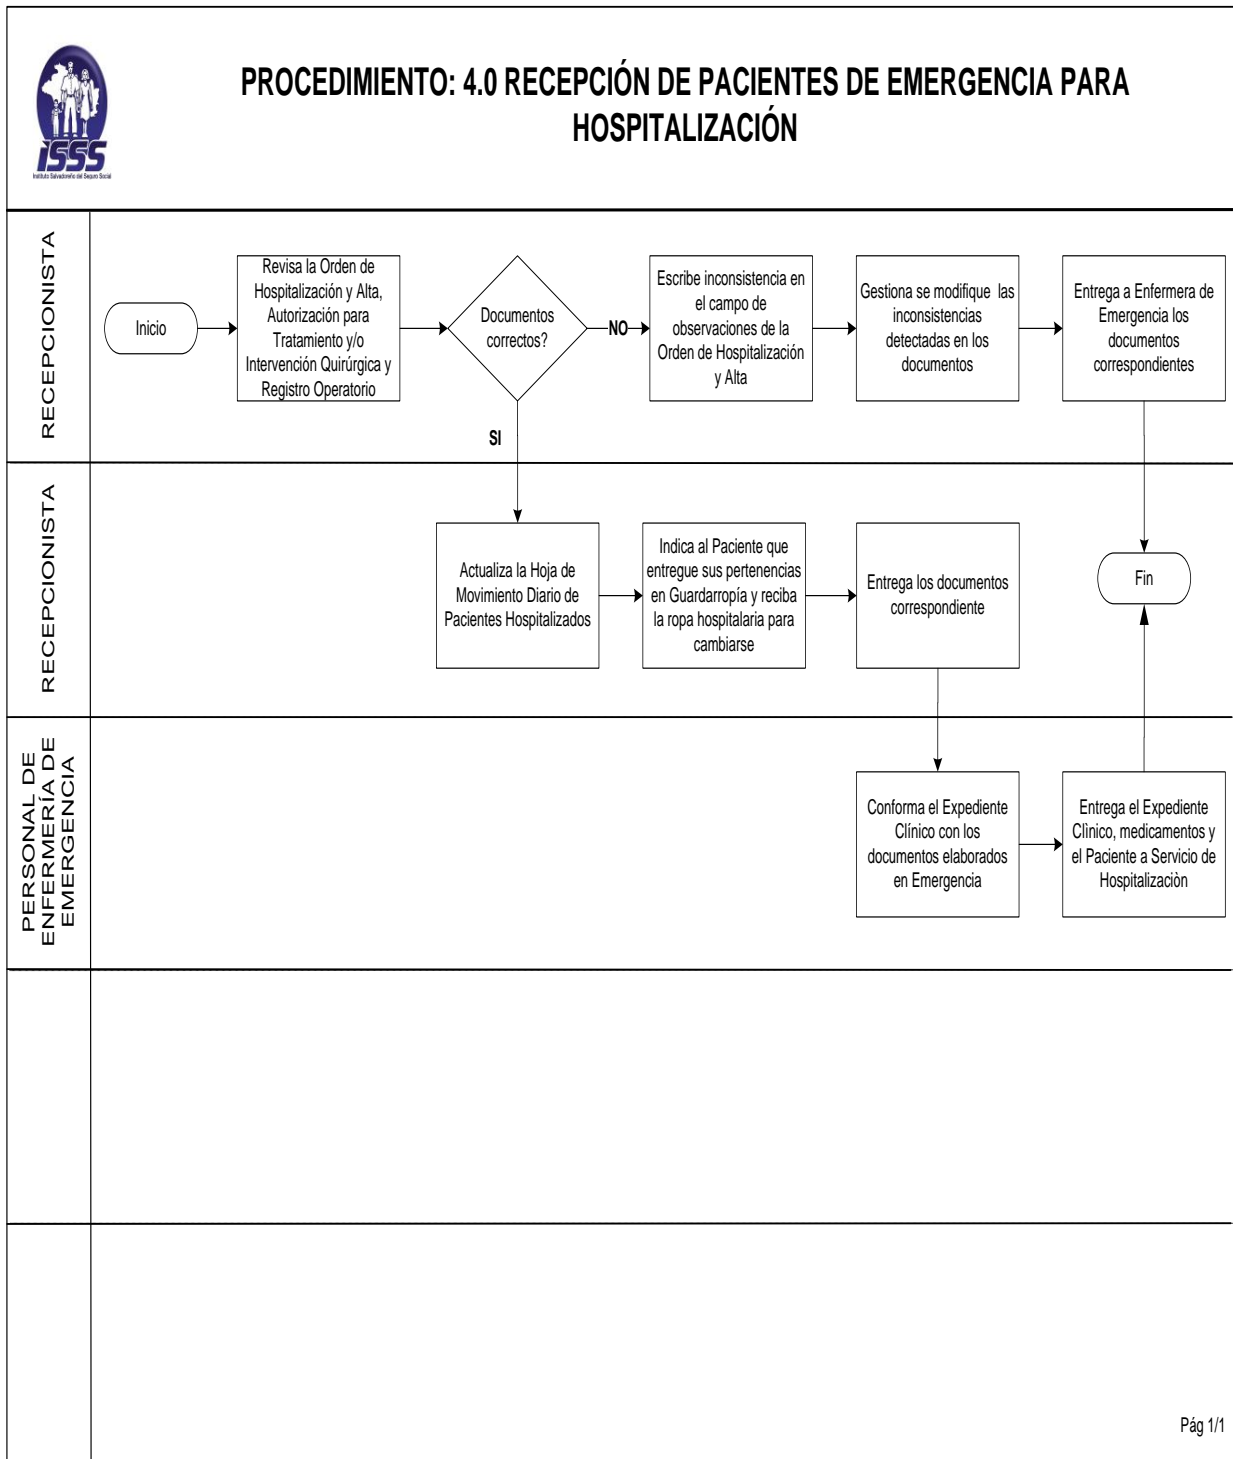 PROCEDIMIENTO: 4.0 RECEPCIÓN DE PACIENTES DE EMERGENCIA PARA
HOSPITALIZACIÓN
ISSS
Instituto Salvadoreño del Seguro Social
RECEPCIONISTA
Inicio
Revisa la Orden de
Hospitalización y Alta,
Autorización para
Tratamiento y/o
Intervención Quirúrgica y
Registro Operatorio
Documentos
correctos?
NO
SI
Escribe inconsistencia en
el campo de
observaciones de la
Orden de Hospitalización
y Alta
Gestiona se modifique las
inconsistencias
detectadas en los
documentos
Entrega a Enfermera de
Emergencia los
documentos
correspondientes
RECEPCIONISTA
Actualiza la Hoja de
Movimiento Diario de
Pacientes Hospitalizados
Indica al Paciente que
entregue sus pertenencias
en Guardarropía y reciba
la ropa hospitalaria para
cambiarse
Entrega los documentos
correspondiente
Fin
PERSONAL DE
ENFERMERÍA DE
EMERGENCIA
Conforma el Expediente
Clínico con los
documentos elaborados
en Emergencia
Entrega el Expediente
Clìnico, medicamentos y
el Paciente a Servicio de
Hospitalizaciòn
Pág 1/1